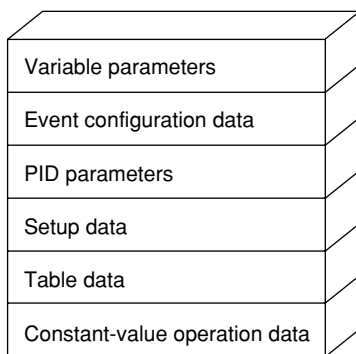 Variable parameters
Event configuration data
PID parameters
Setup data
Table data
Constant-value operation data